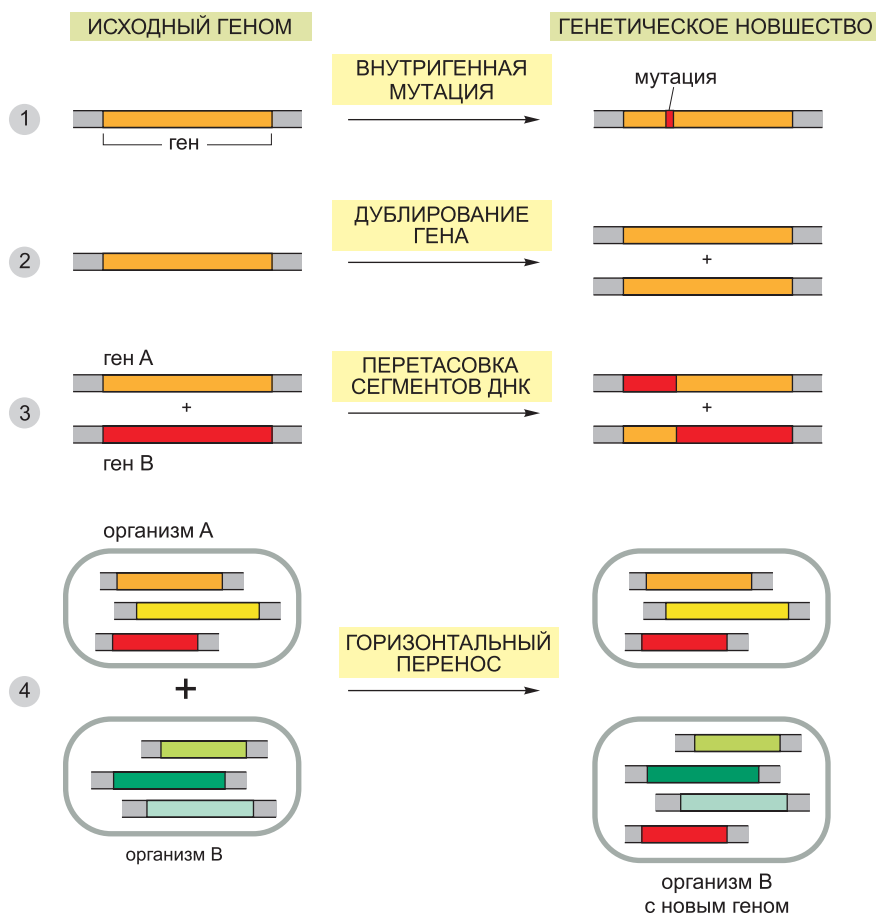 ИСХОДНЫЙ ГЕНОМ
ГЕНЕТИЧЕСКОЕ НОВШЕСТВО
1
ген
ВНУТРИГЕННАЯ
МУТАЦИЯ
мутация
2
ДУБЛИРОВАНИЕ
ГЕНА
+
3
ген A
+
ген B
ПЕРЕТАСОВКА
СЕГМЕНТОВ ДНК
+
4
организм A
+
организм B
ГОРИЗОНТАЛЬНЫЙ
ПЕРЕНОС
организм B
с новым геном